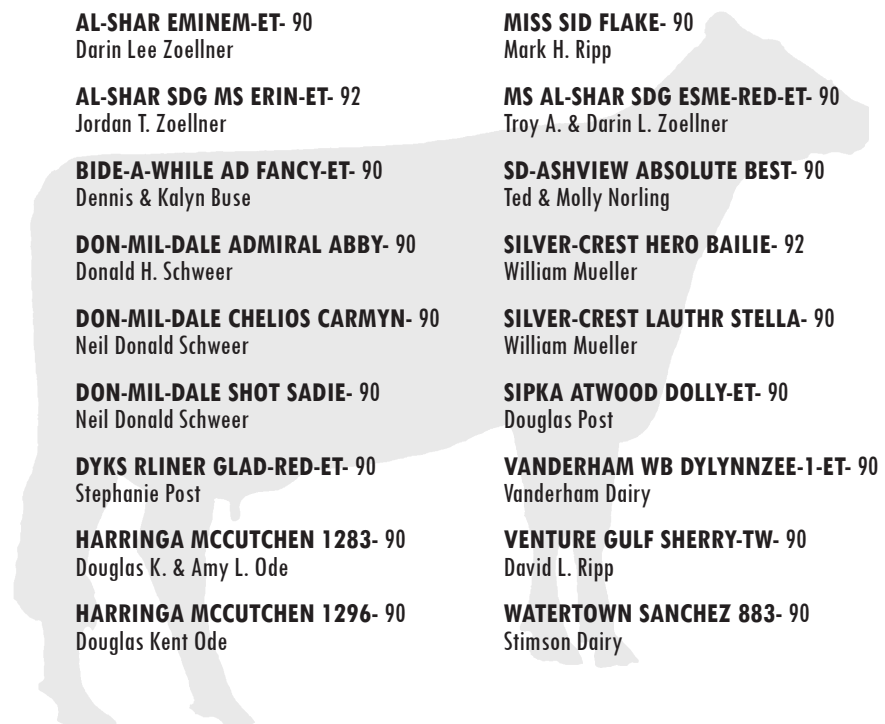 AL-SHAR EMINEM-ET- 90
Darin Lee Zoellner
AL-SHAR SDG MS ERIN-ET- 92
Jordan T. Zoellner
BIDE-A-WHILE AD FANCY-ET- 90
Dennis & Kalyn Buse
DON-MIL-DALE ADMIRAL ABBY- 90
Donald H. Schweer
DON-MIL-DALE CHELIOS CARMYN- 90
Neil Donald Schweer
DON-MIL-DALE SHOT SADIE- 90
Neil Donald Schweer
DYKS RLINER GLAD-RED-ET- 90
Stephanie Post
HARRINGA MCCUTCHEN 1283- 90
Douglas K. & Amy L. Ode
HARRINGA MCCUTCHEN 1296- 90
Douglas Kent Ode
MISS SID FLAKE- 90
Mark H. Ripp
MS AL-SHAR SDG ESME-RED-ET- 90
Troy A. & Darin L. Zoellner
SD-ASHVIEW ABSOLUTE BEST- 90
Ted & Molly Norling
SILVER-CREST HERO BAILIE- 92
William Mueller
SILVER-CREST LAUTHR STELLA- 90
William Mueller
SIPKA ATWOOD DOLLY-ET- 90
Douglas Post
VANDERHAM WB DYLYNNZEE-1-ET- 90
Vanderham Dairy
VENTURE GULF SHERRY-TW- 90
David L. Ripp
WATERTOWN SANCHEZ 883- 90
Stimson Dairy